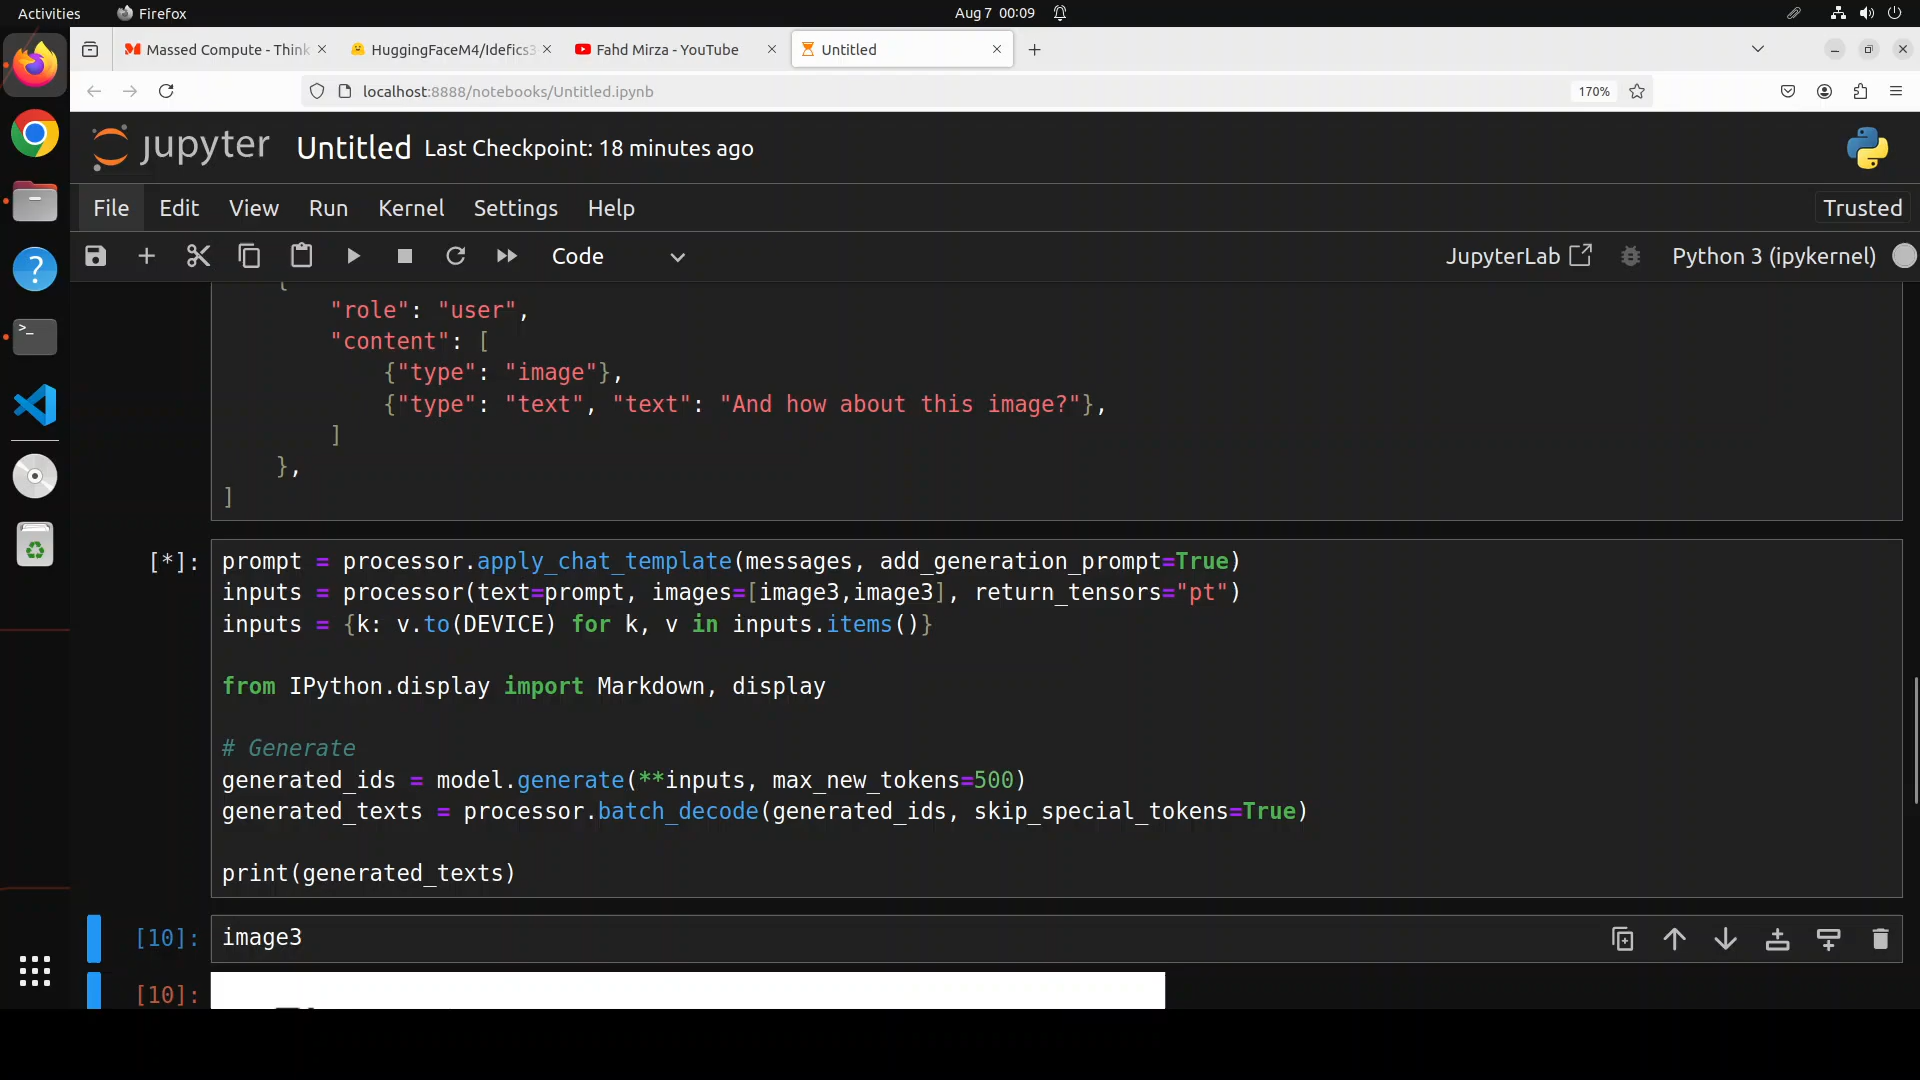 Activities
Firefox
Aug 7 00:09
Massed Compute - Think
HuggingFaceM4/Idefics3
Fahd Mirza - YouTube
Untitled
localhost:8888/notebooks/Untitled.ipynb
170%
jupyter
Untitled
Last Checkpoint: 18 minutes ago
File
Edit
View
Run
Kernel
Settings
Help
Trusted
Code
JupyterLab
Python 3 (ipykernel)
{
"role": "user",
"content": [
{"type": "image"},
{"type": "text", "text": "And how about this image?"},
]
},
]
[*]:
prompt = processor.apply_chat_template(messages, add_generation_prompt=True)
inputs = processor(text=prompt, images=[image3,image3], return_tensors="pt")
inputs = {k: v.to(DEVICE) for k, v in inputs.items()}
from IPython.display import Markdown, display
# Generate
generated_ids = model.generate(**inputs, max_new_tokens=500)
generated_texts = processor.batch_decode(generated_ids, skip_special_tokens=True)
print(generated_texts)
[10]:
image3
[10]: